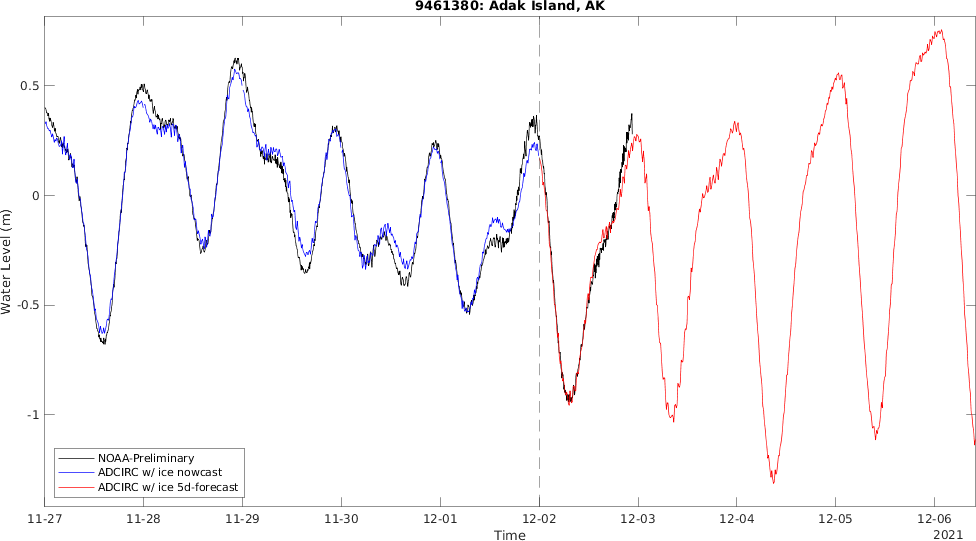 9461380: Adak Island, AK
0.5
0
-0.5
-1
Water Level (m)
NOAA-Preliminary
ADCIRC w/ ice nowcast
ADCIRC w/ ice 5d-forecast
11-27 11-28 11-29 11-30 12-01 12-02 12-03 12-04 12-05 12-06
Time
2021